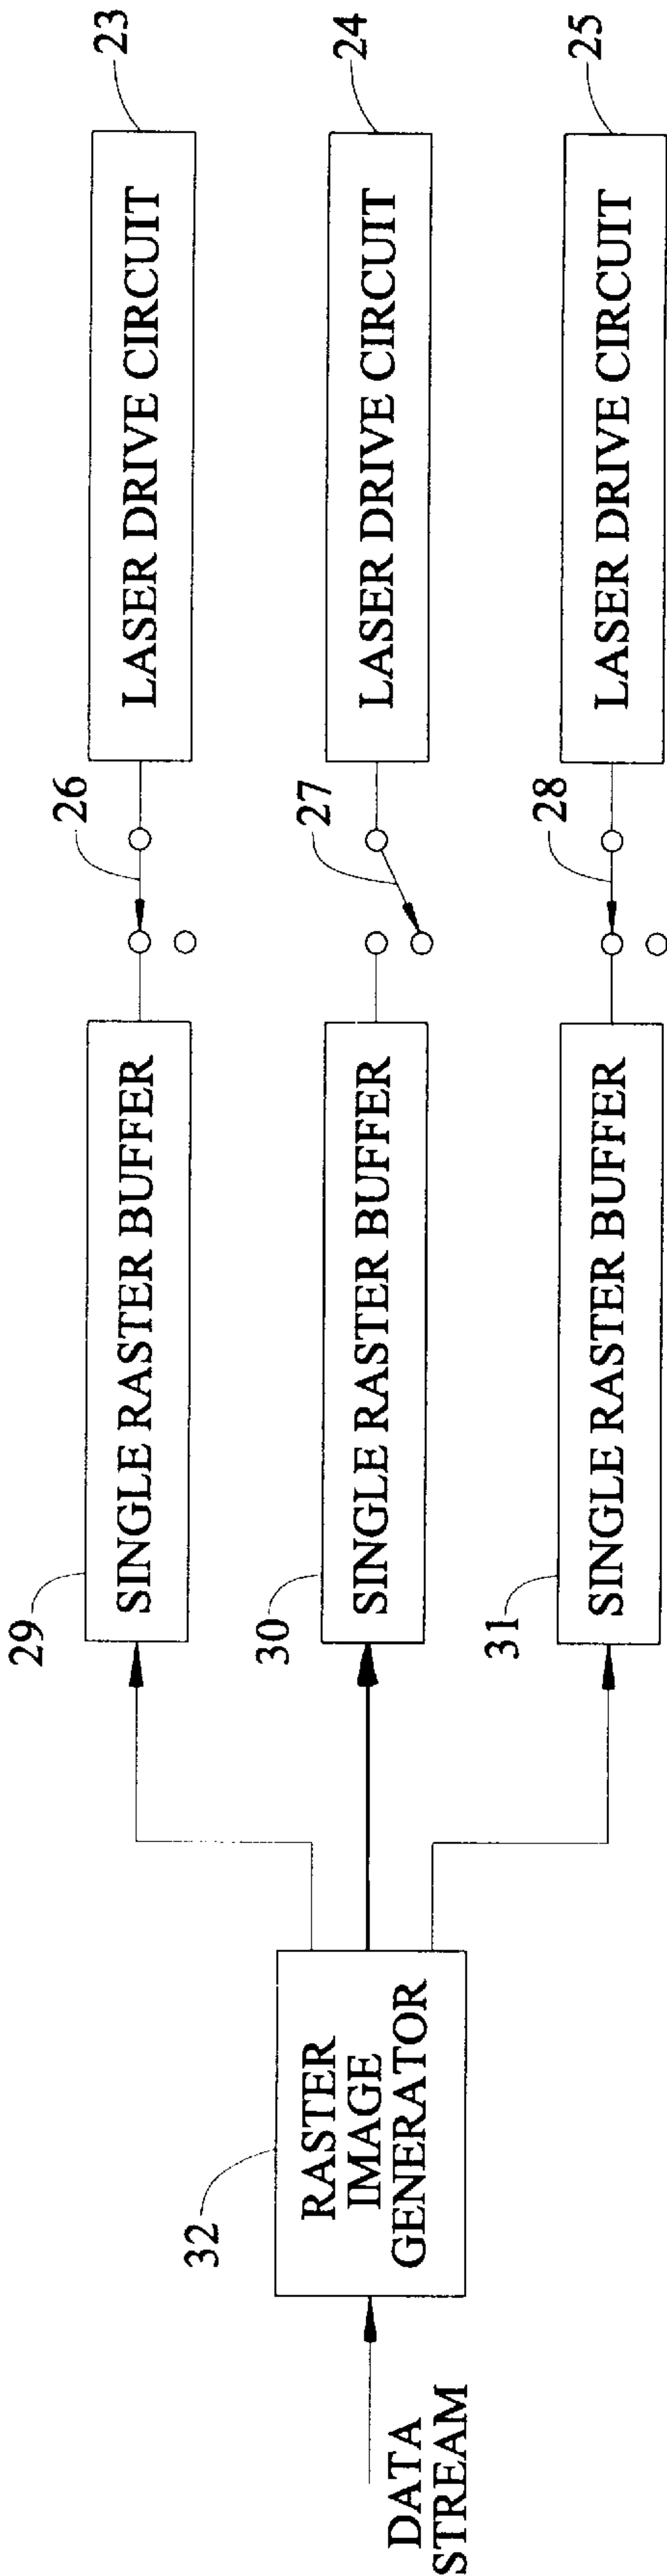 DATA
STREAM
32
RASTER
IMAGE
GENERATOR
29
SINGLE RASTER BUFFER
26
LASER DRIVE CIRCUIT
23
30
SINGLE RASTER BUFFER
27
LASER DRIVE CIRCUIT
24
31
SINGLE RASTER BUFFER
28
LASER DRIVE CIRCUIT
25